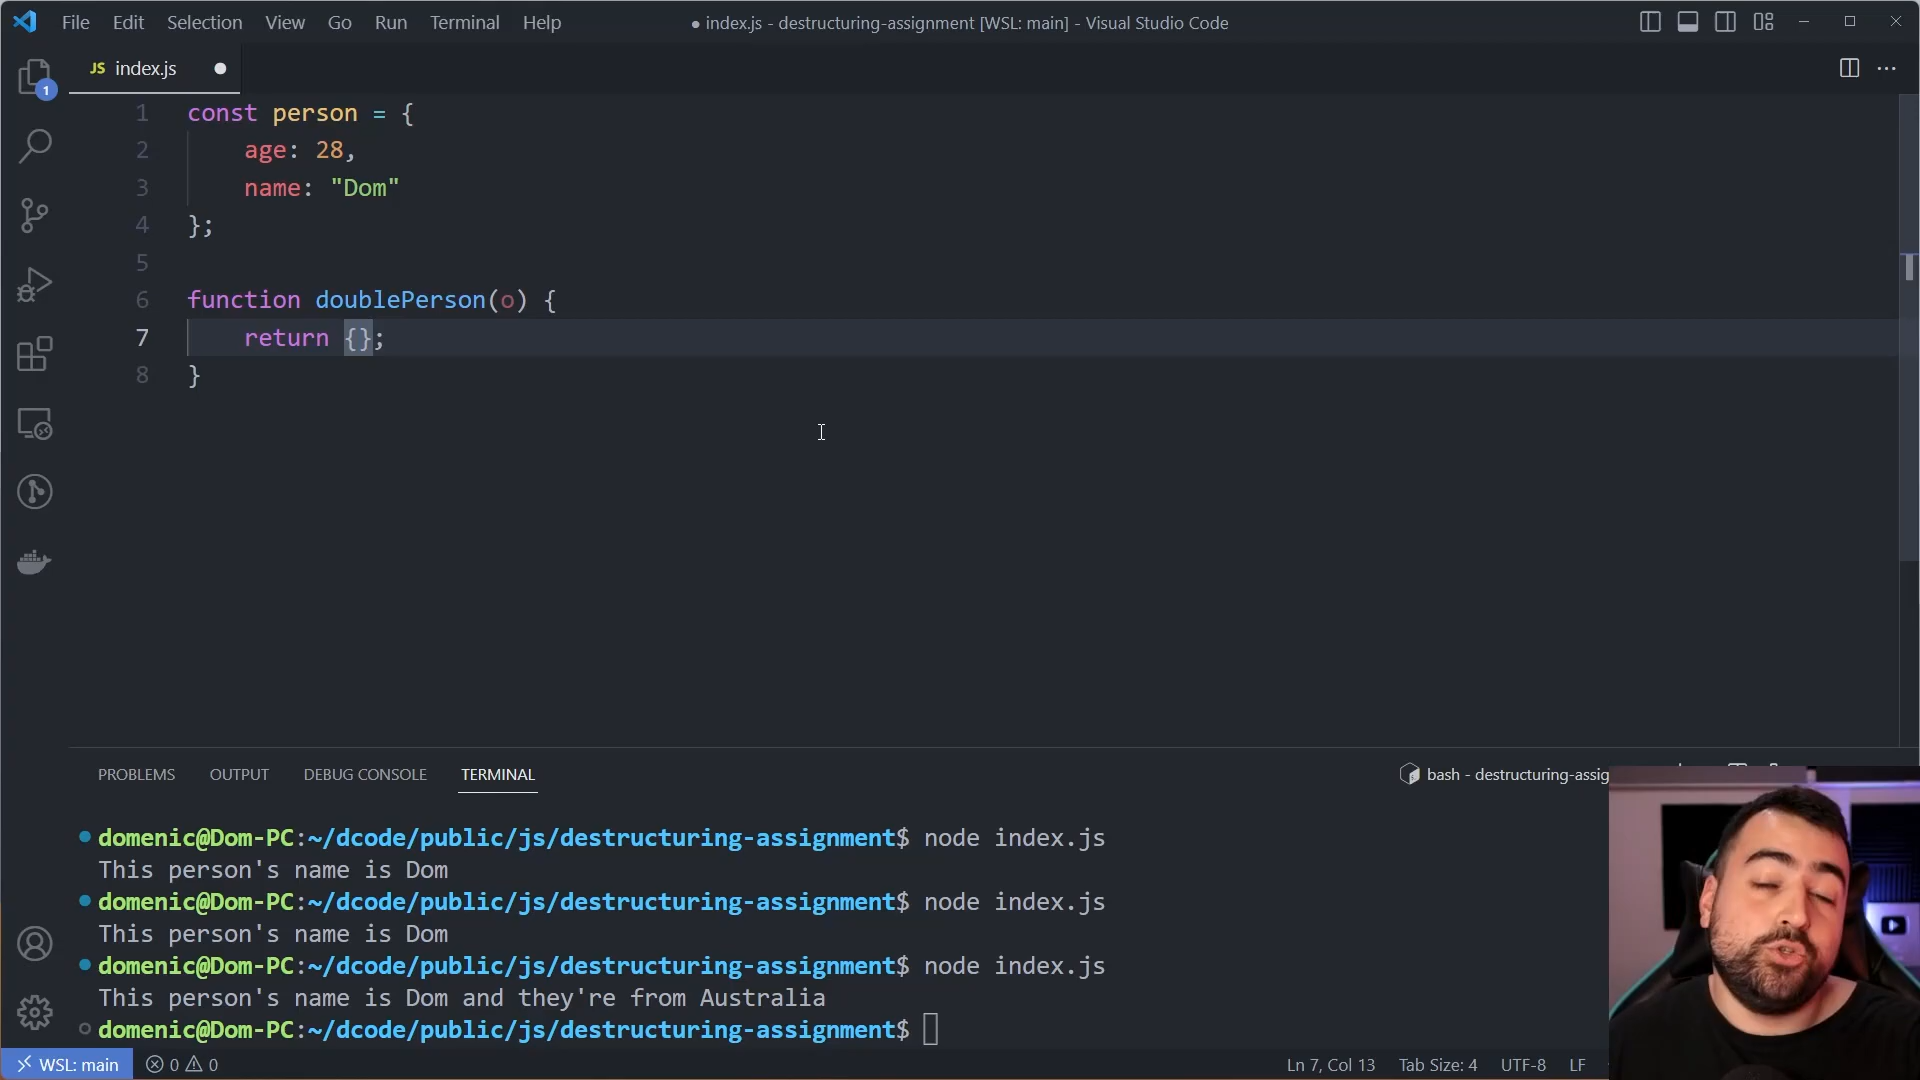 File Edit Selection View Go Run Terminal Help
● index.js - destructuring-assignment [WSL: main] - Visual Studio Code
JS index.js
1
1 const person = {
2 age: 28,
3 name: "Dom"
4 };
5
6 function doublePerson(o) {
7 return {};
8 }
PROBLEMS OUTPUT DEBUG CONSOLE TERMINAL
bash - destructuring-assig
domenic@Dom-PC:~/dcode/public/js/destructuring-assignment$ node index.js
This person's name is Dom
domenic@Dom-PC:~/dcode/public/js/destructuring-assignment$ node index.js
This person's name is Dom
domenic@Dom-PC:~/dcode/public/js/destructuring-assignment$ node index.js
This person's name is Dom and they're from Australia
domenic@Dom-PC:~/dcode/public/js/destructuring-assignment$
WSL: main 0 0 Ln 7, Col 13 Tab Size: 4 UTF-8 LF